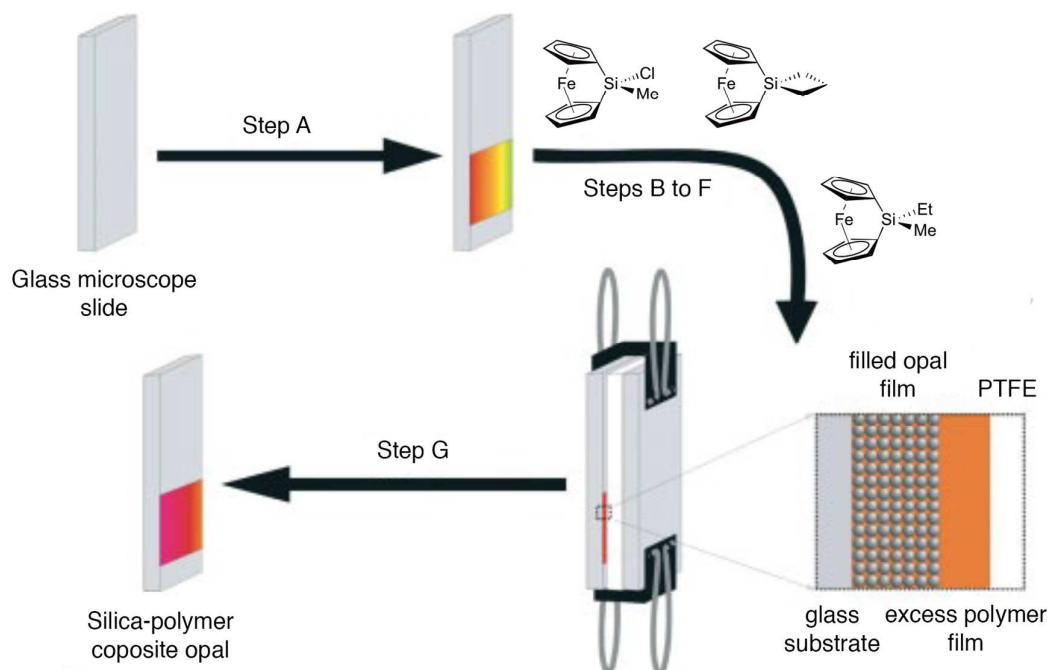 Step A
Fe
Si
Cl
Me
Fe
Si
Steps B to F
Fe
Si
Et
Me
Glass microscope
slide
filled opal
film
PTFE
Step G
Silica-polymer
coposite opal
glass
substrate
excess polymer
film